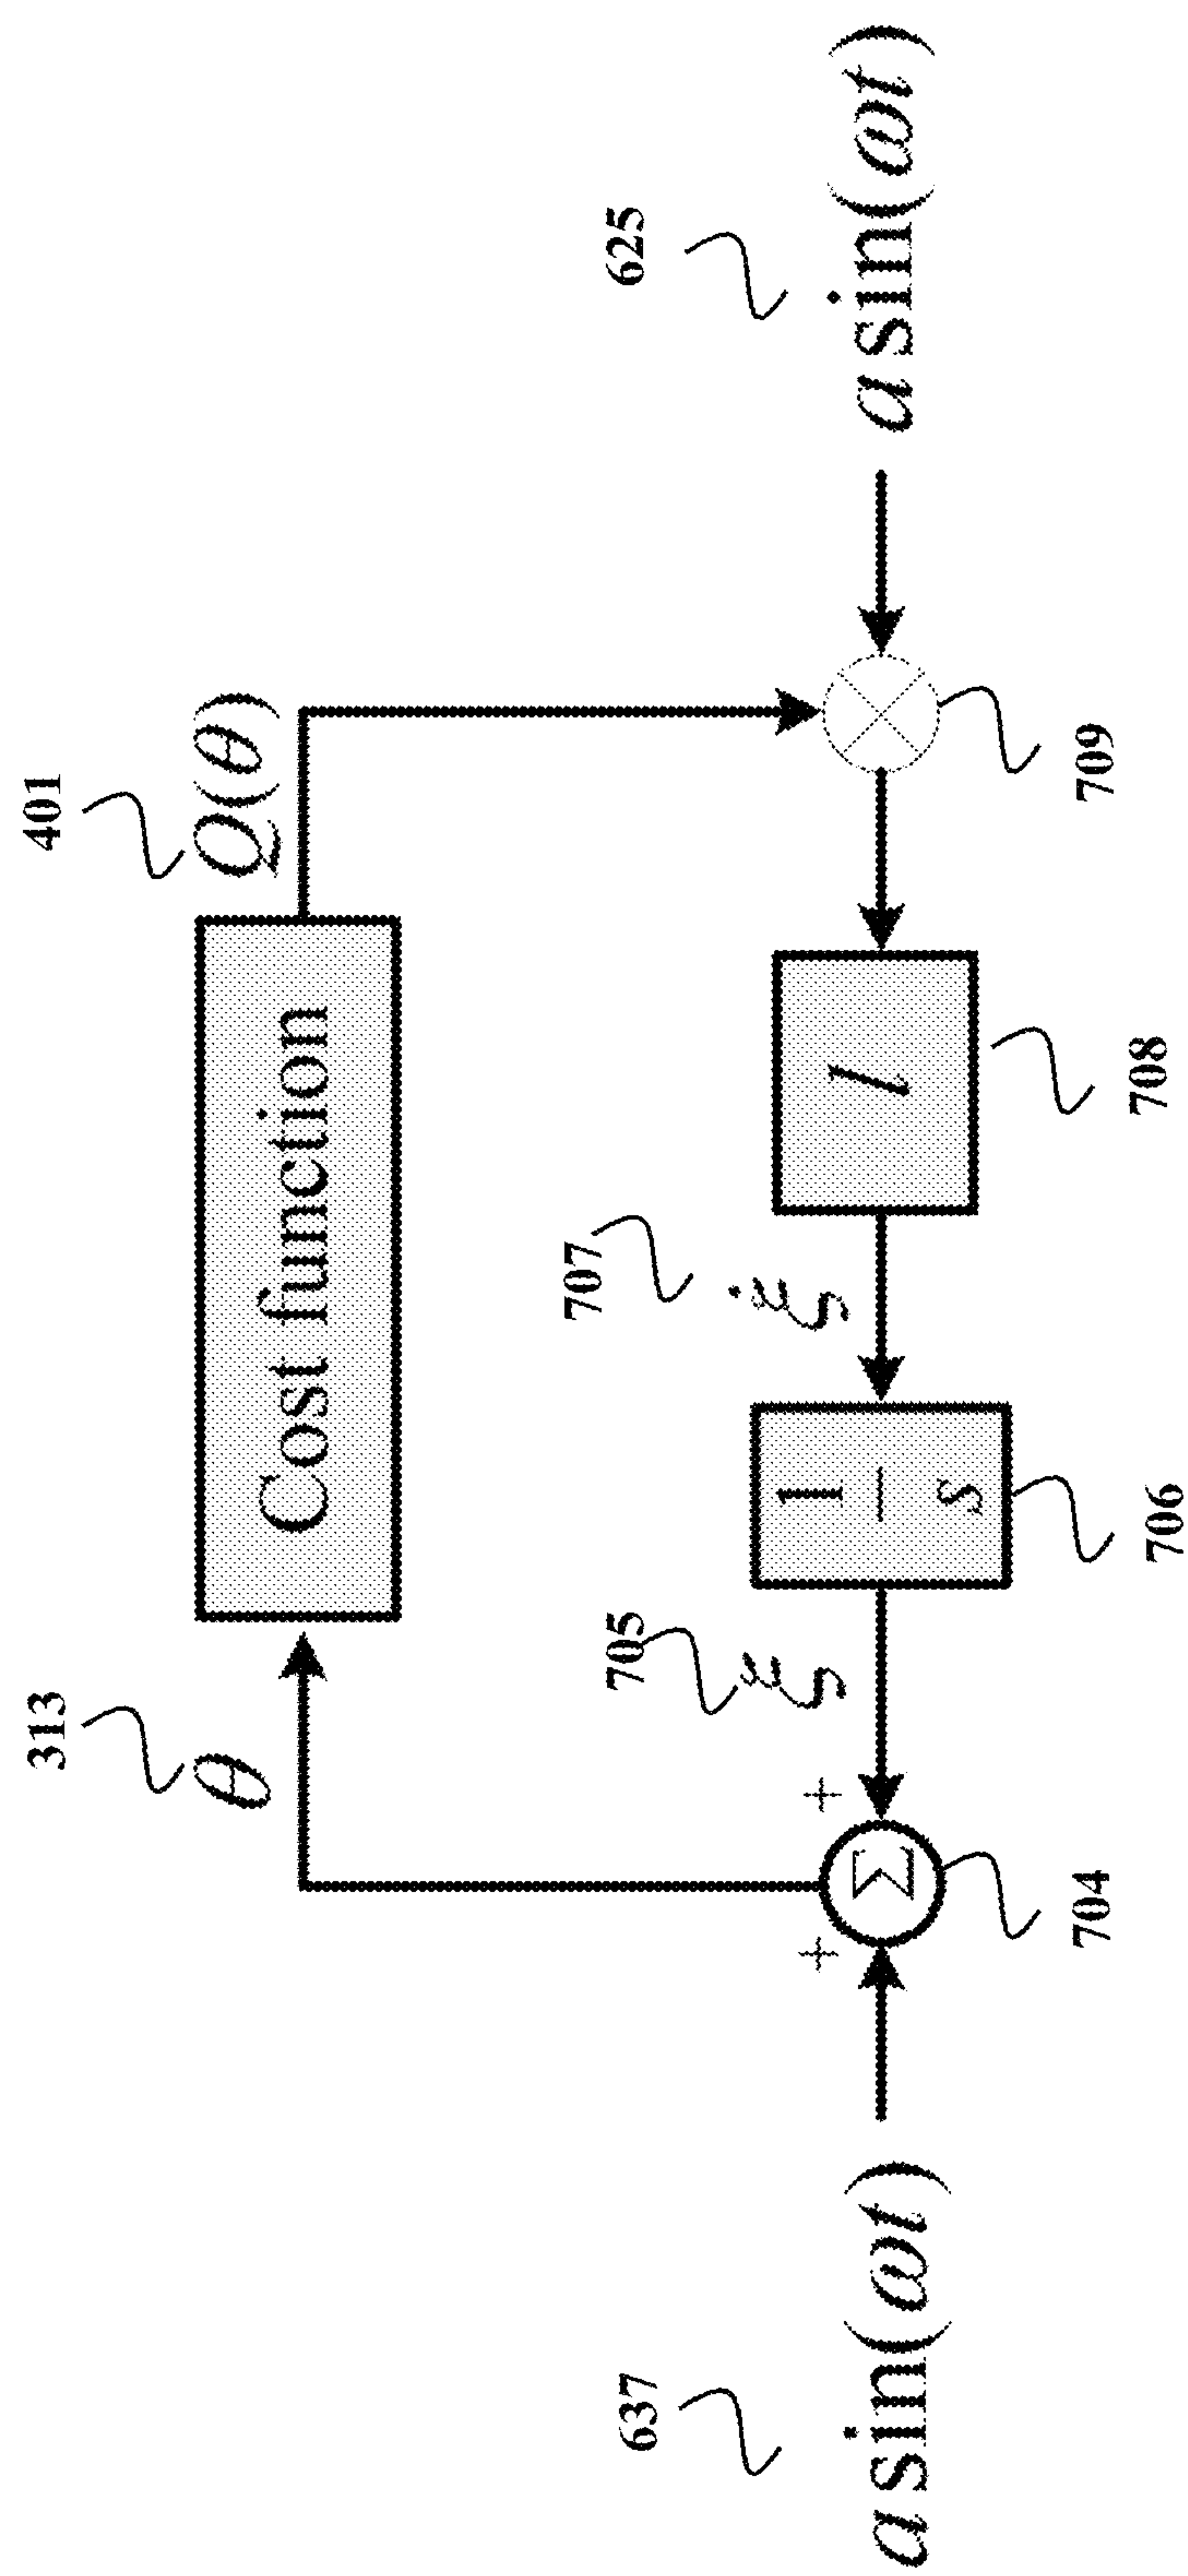 401
313
θ
Cost function
Q(θ)
637
a sin(ωt)
+
Σ
+
704
705
ξ
1
s
706
707
ξ̇
l
708
709
625
a sin(ωt)